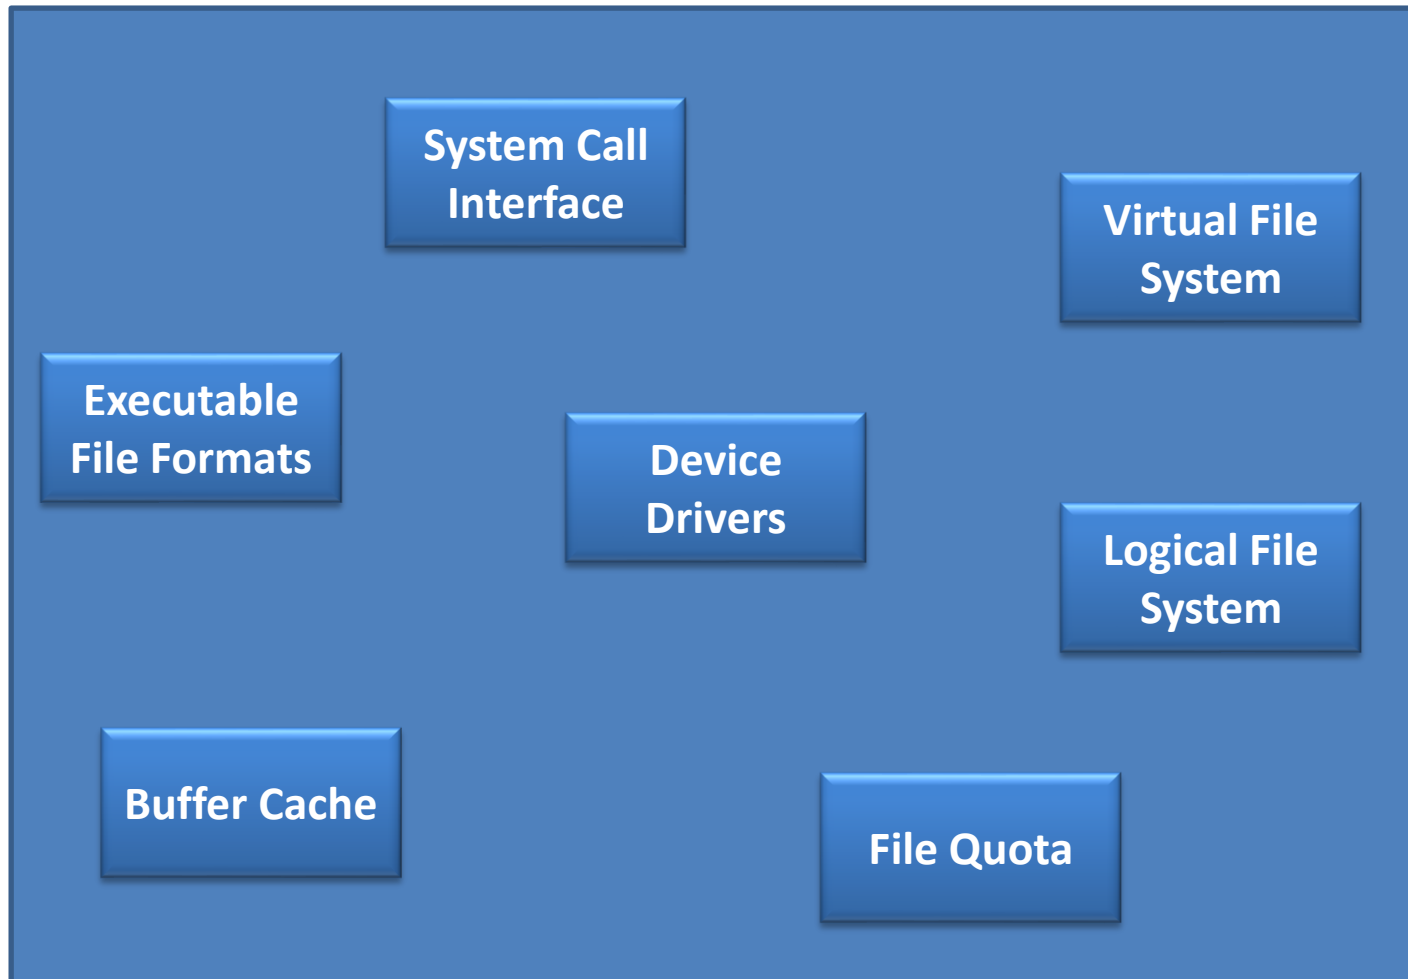 System Call
Interface
Virtual File
System
Executable
File Formats
Device
Drivers
Logical File
System
Buffer Cache
File Quota